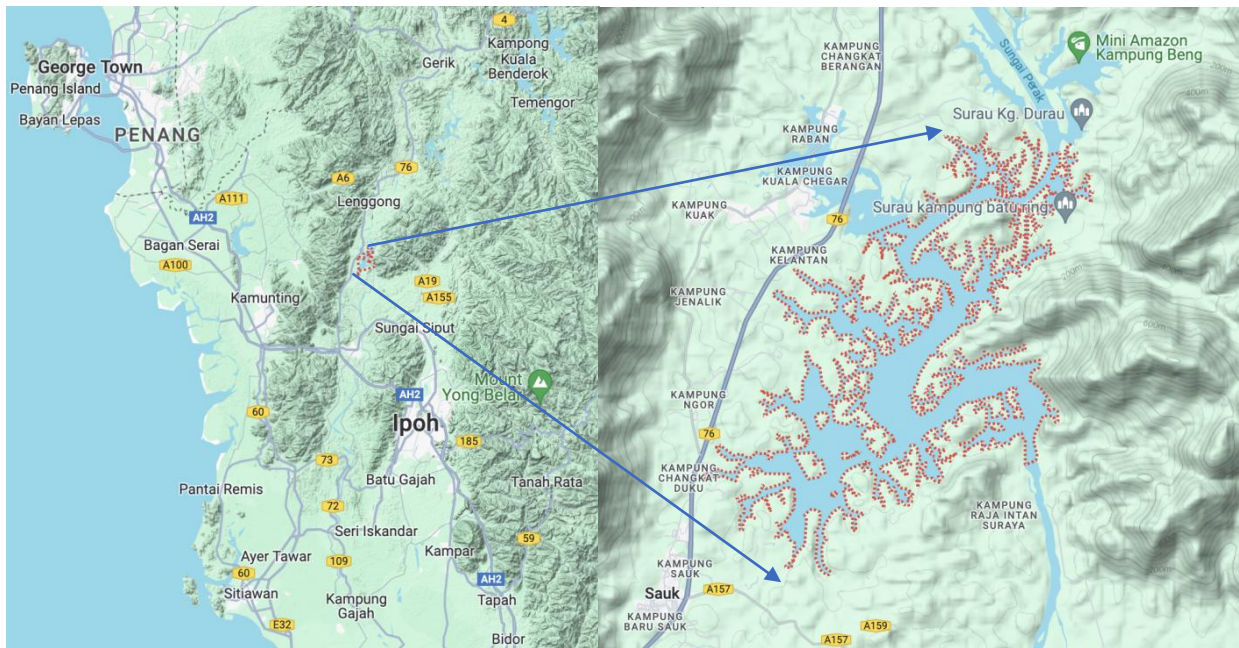 4
Kampong
Kuala
Benderok
George Town
Gerik
Penang Island
Temengor
Bayan Lepas
PENANG
76
A6
A111
Lenggong
AH2
Bagan Serai
A100
A19
A155
Kamunting
Sungai Siput
Mount
Yong Belar
AH2
60
Ipoh
185
73
Batu Gajah
Tanah Rata
Pantai Remis
72
Seri Iskandar
59
Ayer Tawar
109
Kampar
60
AH2
Sitiawan
Kampung
Gajah
Tapah
E32
Bidor
KAMPUNG
CHANGKAT
BERANGAN
Sungai Perak
Mini Amazon
Kampung Beng
200m
400m
Surau Kg. Durau
KAMPUNG
RABAN
KAMPUNG
KUALA CHEGAR
KAMPUNG
KUAK
76
Surau kampung batu ring
KAMPUNG
KELANTAN
KAMPUNG
JENALIK
KAMPUNG
NGOR
76
KAMPUNG
CHANGKAT
DUKU
KAMPUNG
RAJA INTAN
SURAYA
KAMPUNG
SAUK
Sauk
A157
KAMPUNG
BARU SAUK
A159
A157